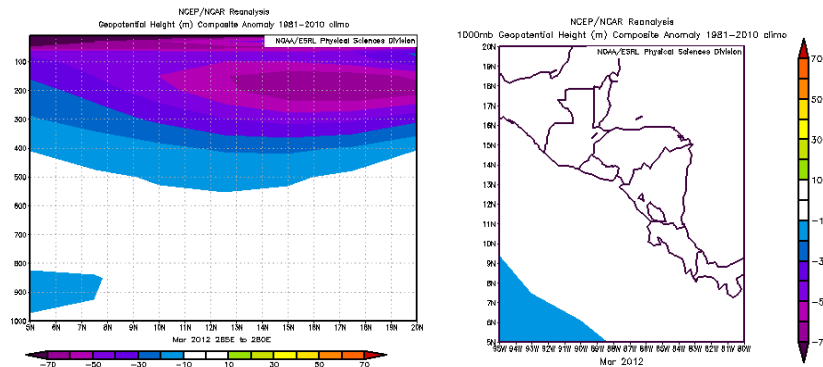 NCEP/NCAR Reanalysis
Geopotential Height (m) Composite Anomaly 1981-2010 climo
NOAA/ESRL Physical Sciences Division
100
200
300
400
500
600
700
800
900
1000
5N 6N 7N 8N 9N 10N 11N 12N 13N 14N 15N 16N 17N 18N 19N 20N
Mar 2012 265E to 280E
-70 -50 -30 -10 10 30 50 70
NCEP/NCAR Reanalysis
1000mb Geopotential Height (m) Composite Anomaly 1981-2010 climo
NOAA/ESRL Physical Sciences Division
20N
19N
18N
17N
16N
15N
14N
13N
12N
11N
10N
9N
8N
7N
6N
5N
95W 94W 93W 92W 91W 90W 89W 88W 87W 86W 85W 84W 83W 82W 81W 80W
Mar 2012
70
50
30
10
-1
-3
-5
-7